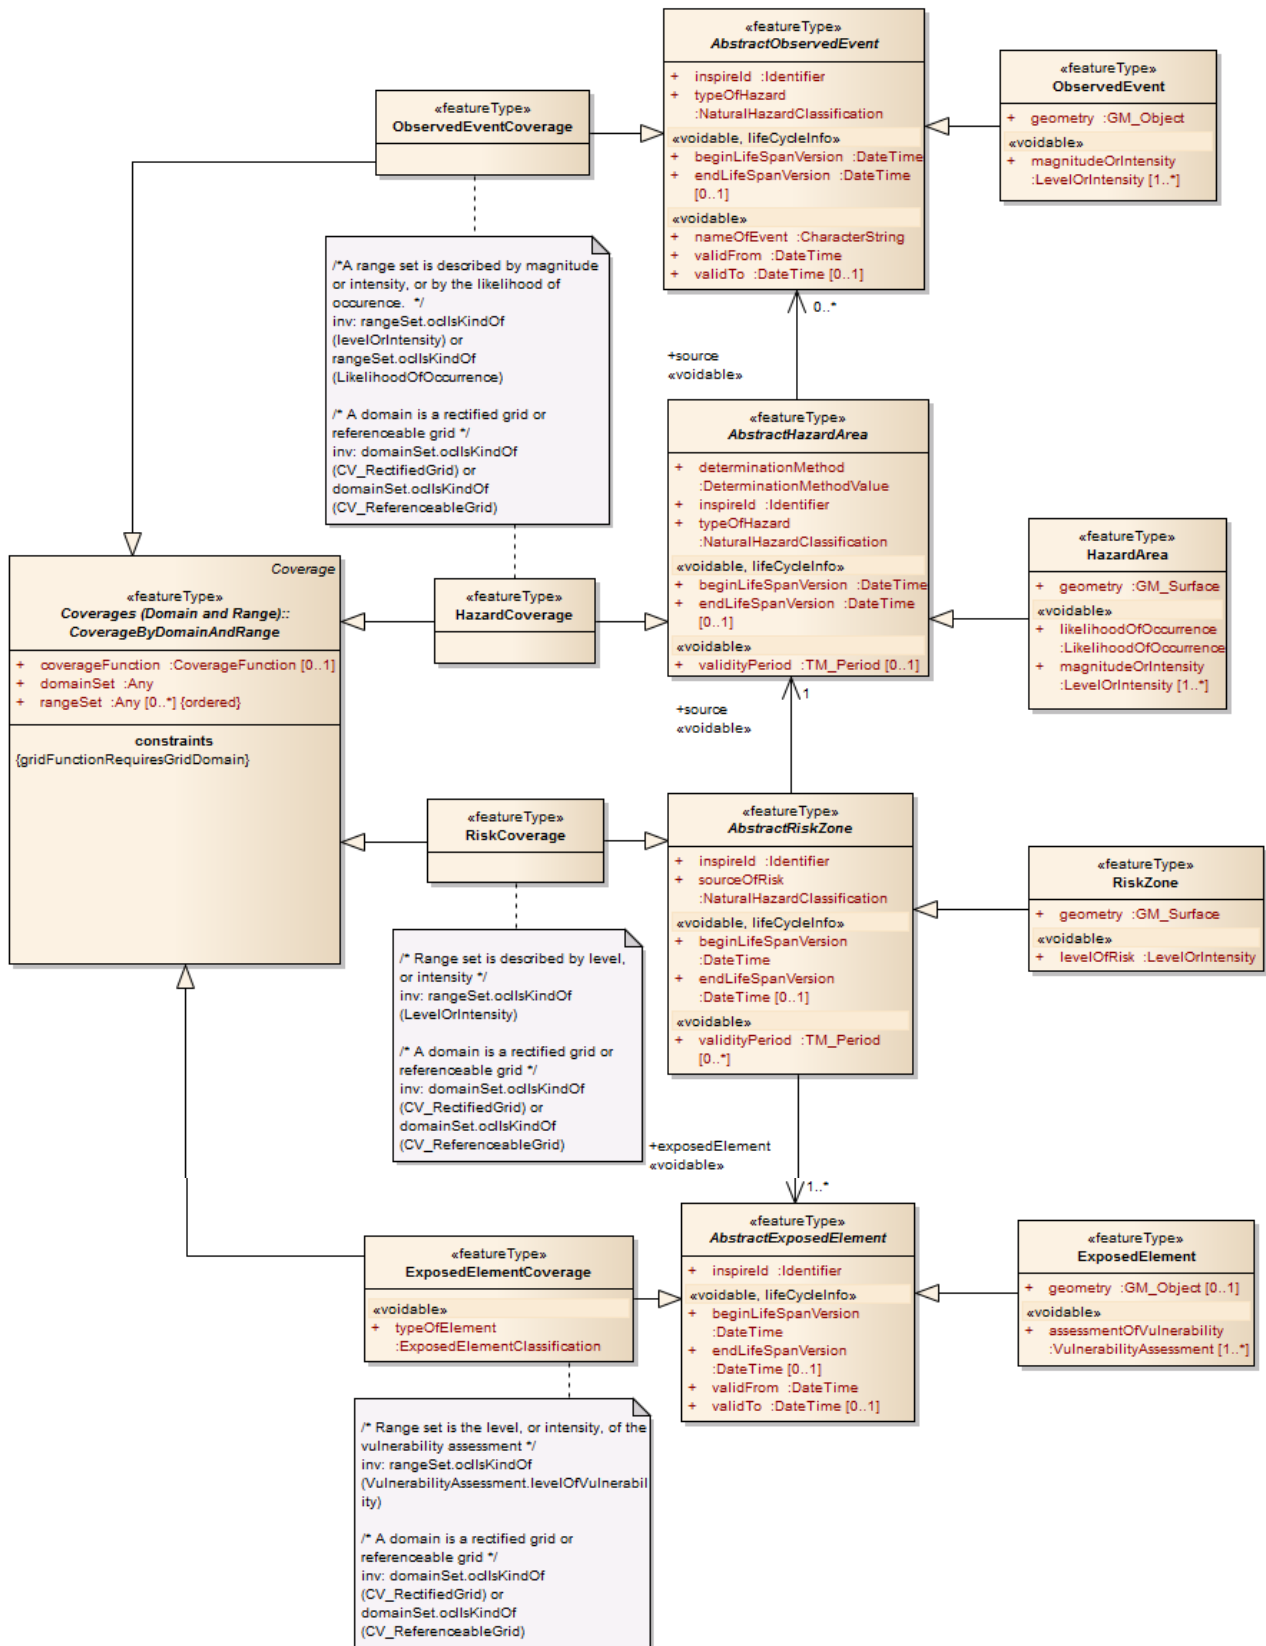 «featureType»
AbstractObservedEvent
+ inspireId :Identifier
+ typeOfHazard
:NaturalHazardClassification
«voidable, lifeCycleInfo»
+ beginLifeSpanVersion :DateTime
+ endLifeSpanVersion :DateTime
[0..1]
«voidable»
+ nameOfEvent :CharacterString
+ validFrom :DateTime
+ validTo :DateTime [0..1]
«featureType»
ObservedEvent
+ geometry :GM_Object
«voidable»
+ magnitudeOrIntensity
:LevelOrIntensity [1..*]
«featureType»
ObservedEventCoverage
/*A range set is described by magnitude
or intensity, or by the likelihood of
occurence. */
inv: rangeSet.oclIsKindOf
(levelOrIntensity) or
rangeSet.oclIsKindOf
(LikelihoodOfOccurrence)
/* A domain is a rectified grid or
referenceable grid */
inv: domainSet.oclIsKindOf
(CV_RectifiedGrid) or
domainSet.oclIsKindOf
(CV_ReferenceableGrid)
0..*
+source
«voidable»
«featureType»
AbstractHazardArea
+ determinationMethod
:DeterminationMethodValue
+ inspireId :Identifier
+ typeOfHazard
:NaturalHazardClassification
«voidable, lifeCycleInfo»
+ beginLifeSpanVersion :DateTime
+ endLifeSpanVersion :DateTime
[0..1]
«voidable»
+ validityPeriod :TM_Period [0..1]
«featureType»
HazardArea
+ geometry :GM_Surface
«voidable»
+ likelihoodOfOccurrence
:LikelihoodOfOccurrence
+ magnitudeOrIntensity
:LevelOrIntensity [1..*]
Coverage
«featureType»
Coverages (Domain and Range)::
CoverageByDomainAndRange
+ coverageFunction :CoverageFunction [0..1]
+ domainSet :Any
+ rangeSet :Any [0..*] {ordered}
constraints
{gridFunctionRequiresGridDomain}
«featureType»
HazardCoverage
1
+source
«voidable»
«featureType»
RiskCoverage
«featureType»
AbstractRiskZone
+ inspireId :Identifier
+ sourceOfRisk
:NaturalHazardClassification
«voidable, lifeCycleInfo»
+ beginLifeSpanVersion
:DateTime
+ endLifeSpanVersion
:DateTime [0..1]
«voidable»
+ validityPeriod :TM_Period
[0..*]
«featureType»
RiskZone
+ geometry :GM_Surface
«voidable»
+ levelOfRisk :LevelOrIntensity
/* Range set is described by level,
or intensity */
inv: rangeSet.oclIsKindOf
(LevelOrIntensity)
/* A domain is a rectified grid or
referenceable grid */
inv: domainSet.oclIsKindOf
(CV_RectifiedGrid) or
domainSet.oclIsKindOf
(CV_ReferenceableGrid)
+exposedElement
«voidable»
1..*
«featureType»
ExposedElementCoverage
«voidable»
+ typeOfElement
:ExposedElementClassification
«featureType»
AbstractExposedElement
+ inspireId :Identifier
«voidable, lifeCycleInfo»
+ beginLifeSpanVersion
:DateTime
+ endLifeSpanVersion
:DateTime [0..1]
+ validFrom :DateTime
+ validTo :DateTime [0..1]
«featureType»
ExposedElement
+ geometry :GM_Object [0..1]
«voidable»
+ assessmentOfVulnerability
:VulnerabilityAssessment [1..*]
/* Range set is the level, or intensity, of the
vulnerability assessment */
inv: rangeSet.oclIsKindOf
(VulnerabilityAssessment.levelOfVulnerabil
ity)
/* A domain is a rectified grid or
referenceable grid */
inv: domainSet.oclIsKindOf
(CV_RectifiedGrid) or
domainSet.oclIsKindOf
(CV_ReferenceableGrid)